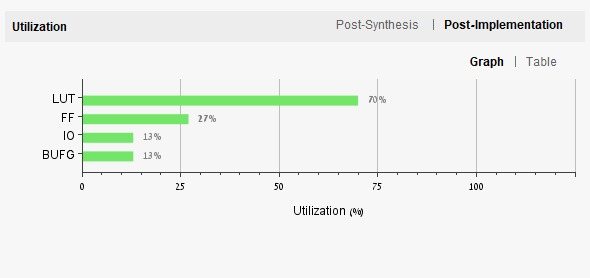 Utilization Post-Synthesis | Post-Implementation
Graph | Table
LUT 70%
FF 27%
IO 13%
BUFG 13%
0 25 50 75 100
Utilization (%)